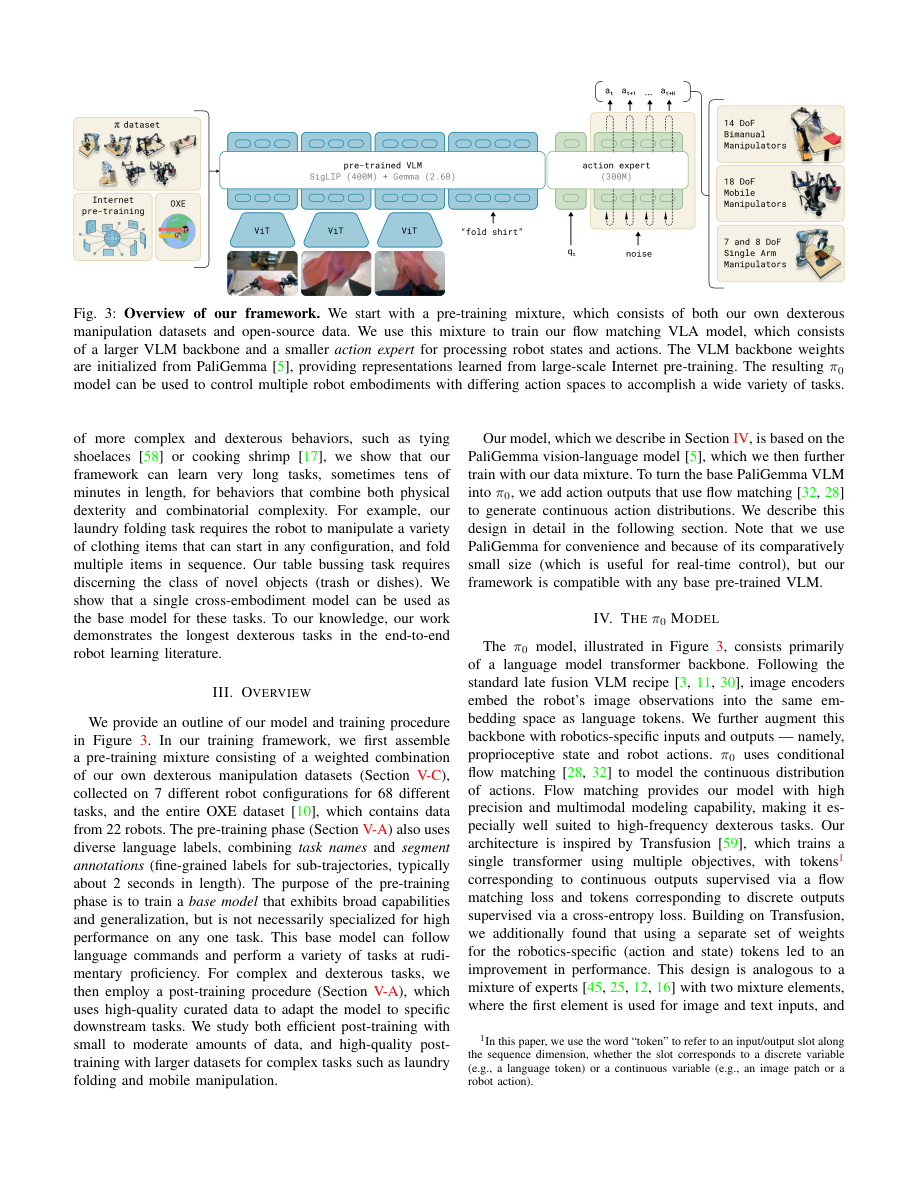 π dataset
Internet
pre-training
OXE
pre-trained VLM
SigLIP (400M) + Gemma (2.6B)
ViT
ViT
ViT
"fold shirt"
action expert
(300M)
qt
noise
at at+1 ... at+H
14 DoF
Bimanual
Manipulators
18 DoF
Mobile
Manipulators
7 and 8 DoF
Single Arm
Manipulators
Fig. 3: Overview of our framework. We start with a pre-training mixture, which consists of both our own dexterous
manipulation datasets and open-source data. We use this mixture to train our flow matching VLA model, which consists
of a larger VLM backbone and a smaller action expert for processing robot states and actions. The VLM backbone weights
are initialized from PaliGemma [5], providing representations learned from large-scale Internet pre-training. The resulting π0
model can be used to control multiple robot embodiments with differing action spaces to accomplish a wide variety of tasks.
of more complex and dexterous behaviors, such as tying
shoelaces [58] or cooking shrimp [17], we show that our
framework can learn very long tasks, sometimes tens of
minutes in length, for behaviors that combine both physical
dexterity and combinatorial complexity. For example, our
laundry folding task requires the robot to manipulate a variety
of clothing items that can start in any configuration, and fold
multiple items in sequence. Our table bussing task requires
discerning the class of novel objects (trash or dishes). We
show that a single cross-embodiment model can be used as
the base model for these tasks. To our knowledge, our work
demonstrates the longest dexterous tasks in the end-to-end
robot learning literature.
III. OVERVIEW
We provide an outline of our model and training procedure
in Figure 3. In our training framework, we first assemble
a pre-training mixture consisting of a weighted combination
of our own dexterous manipulation datasets (Section V-C),
collected on 7 different robot configurations for 68 different
tasks, and the entire OXE dataset [10], which contains data
from 22 robots. The pre-training phase (Section V-A) also uses
diverse language labels, combining task names and segment
annotations (fine-grained labels for sub-trajectories, typically
about 2 seconds in length). The purpose of the pre-training
phase is to train a base model that exhibits broad capabilities
and generalization, but is not necessarily specialized for high
performance on any one task. This base model can follow
language commands and perform a variety of tasks at rudi-
mentary proficiency. For complex and dexterous tasks, we
then employ a post-training procedure (Section V-A), which
uses high-quality curated data to adapt the model to specific
downstream tasks. We study both efficient post-training with
small to moderate amounts of data, and high-quality post-
training with larger datasets for complex tasks such as laundry
folding and mobile manipulation.
Our model, which we describe in Section IV, is based on the
PaliGemma vision-language model [5], which we then further
train with our data mixture. To turn the base PaliGemma VLM
into π0, we add action outputs that use flow matching [32, 28]
to generate continuous action distributions. We describe this
design in detail in the following section. Note that we use
PaliGemma for convenience and because of its comparatively
small size (which is useful for real-time control), but our
framework is compatible with any base pre-trained VLM.
IV. THE π0 MODEL
The π0 model, illustrated in Figure 3, consists primarily
of a language model transformer backbone. Following the
standard late fusion VLM recipe [3, 11, 30], image encoders
embed the robot's image observations into the same em-
bedding space as language tokens. We further augment this
backbone with robotics-specific inputs and outputs — namely,
proprioceptive state and robot actions. π0 uses conditional
flow matching [28, 32] to model the continuous distribution
of actions. Flow matching provides our model with high
precision and multimodal modeling capability, making it es-
pecially well suited to high-frequency dexterous tasks. Our
architecture is inspired by Transfusion [59], which trains a
single transformer using multiple objectives, with tokens1
corresponding to continuous outputs supervised via a flow
matching loss and tokens corresponding to discrete outputs
supervised via a cross-entropy loss. Building on Transfusion,
we additionally found that using a separate set of weights
for the robotics-specific (action and state) tokens led to an
improvement in performance. This design is analogous to a
mixture of experts [45, 25, 12, 16] with two mixture elements,
where the first element is used for image and text inputs, and
1In this paper, we use the word "token" to refer to an input/output slot along
the sequence dimension, whether the slot corresponds to a discrete variable
(e.g., a language token) or a continuous variable (e.g., an image patch or a
robot action).